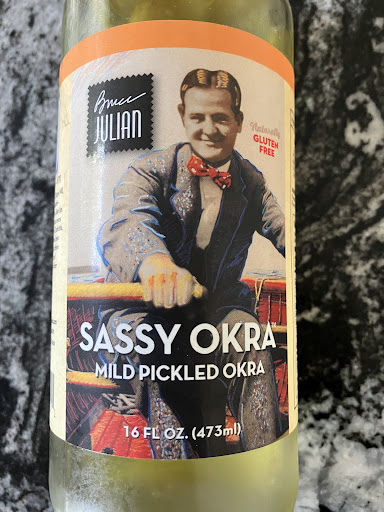 Bruce
JULIAN
Naturally
GLUTEN
FREE
SASSY OKRA
MILD PICKLED OKRA
16 FL OZ. (473ml)